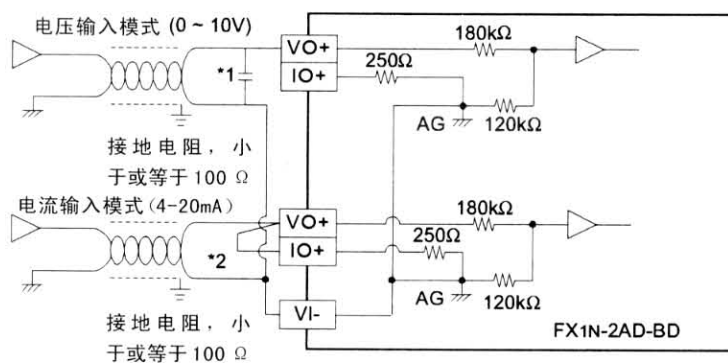 电压输入模式 (0 ~ 10V)
*1
VO+
IO+
250Ω
180kΩ
AG
120kΩ
接地电阻，小
于或等于 100 Ω
电流输入模式 (4-20mA)
*2
VO+
IO+
250Ω
180kΩ
AG
120kΩ
VI-
接地电阻，小
于或等于 100 Ω
FX1N-2AD-BD